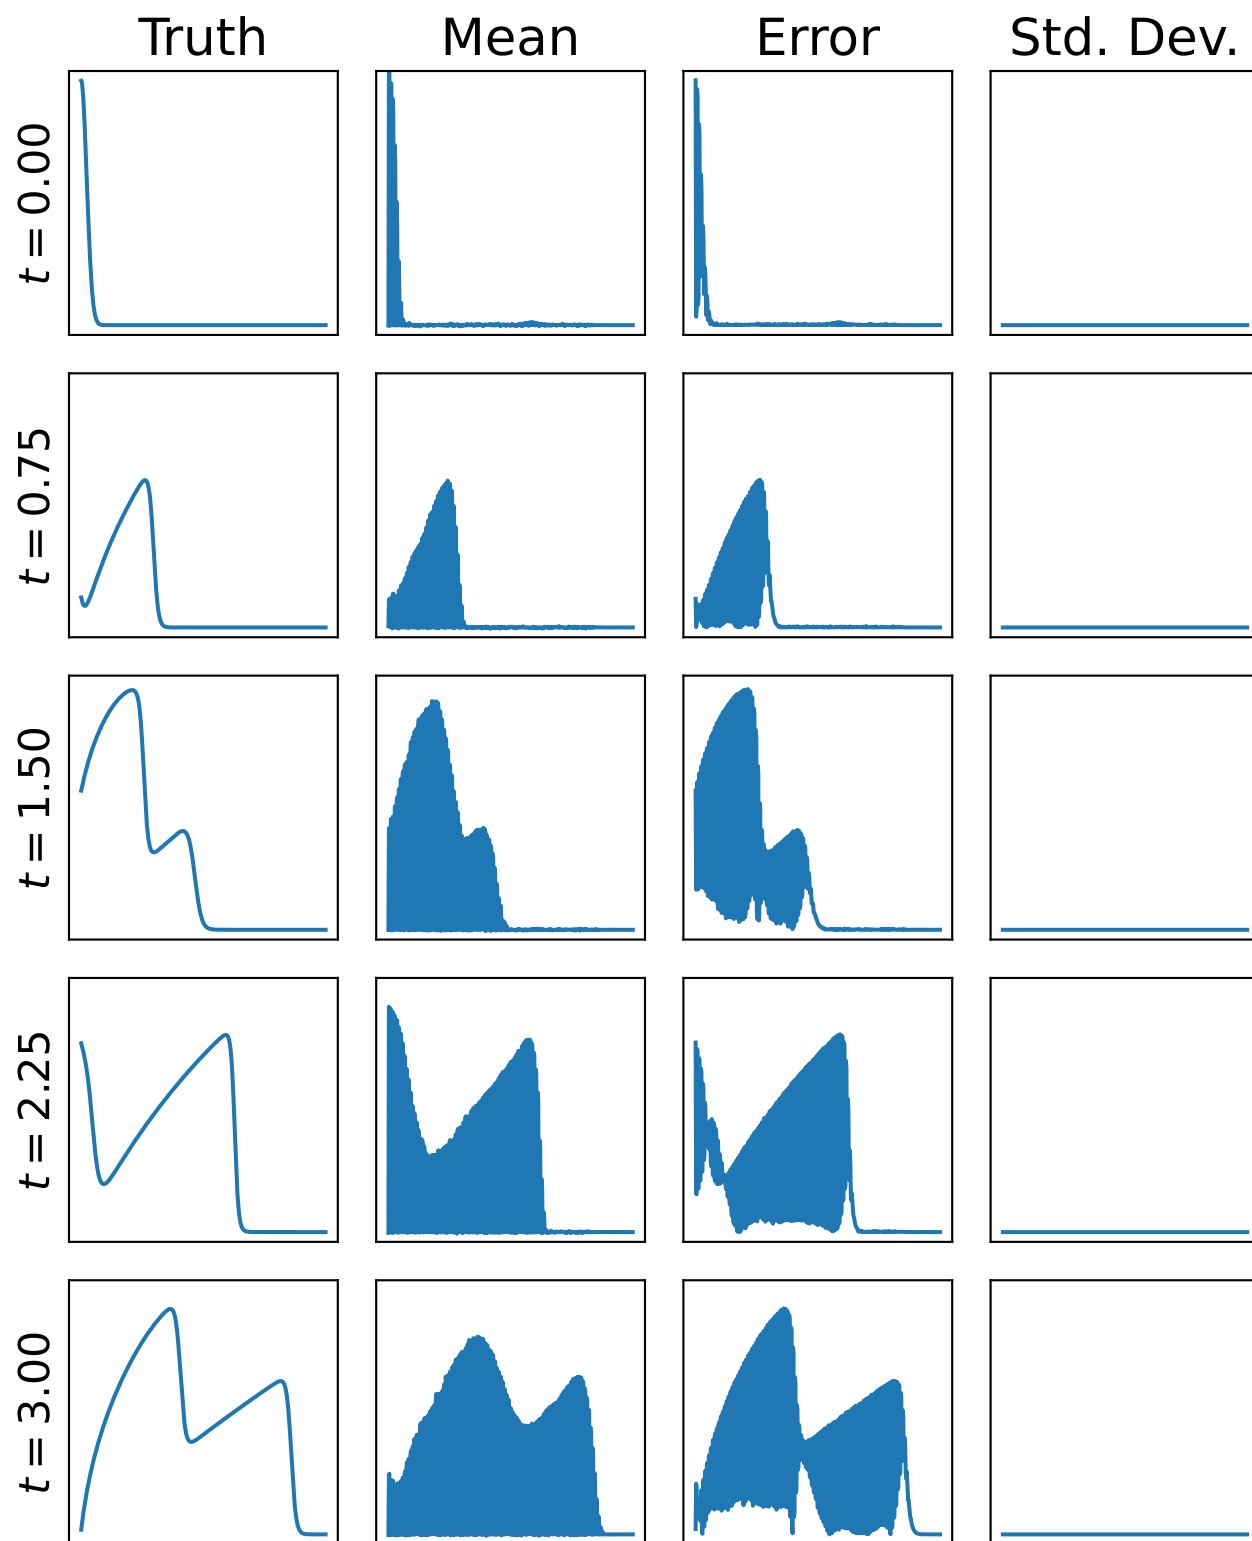 Truth Mean Error Std. Dev.
t = 0.00
t = 0.75
t = 1.50
t = 2.25
t = 3.00